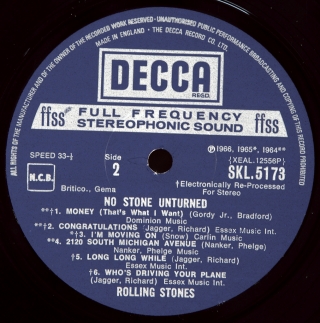 ALL RIGHTS OF THE MANUFACTURER AND OF THE OWNER OF THE RECORDED WORK RESERVED · UNAUTHORISED PUBLIC PERFORMANCE, BROADCASTING AND COPYING OF THIS RECORD PROHIBITED
MADE IN ENGLAND · THE DECCA RECORD CO. LTD.
DECCA
REGD.
ffss FULL FREQUENCY ffss
STEREOPHONIC SOUND
SPEED 33-⅓
Side
2
℗1966, 1965*, 1964**
(XEAL.12556P)
SKL.5173
N.C.B.
Britico., Gema
†Electronically Re-Processed
For Stereo
NO STONE UNTURNED
**†1. MONEY (That's What I Want) (Gordy Jr., Bradford)
Dominion Music
**2. CONGRATULATIONS (Jagger, Richard) Essex Music Int.
*†3. I'M MOVING ON (Snow) Carlin Music
**4. 2120 SOUTH MICHIGAN AVENUE (Nanker, Phelge)
Nanker, Phelge Music
5. LONG LONG WHILE (Jagger, Richard)
Essex Music Int.
†6. WHO'S DRIVING YOUR PLANE
(Jagger, Richard) Essex Music Int.
ROLLING STONES